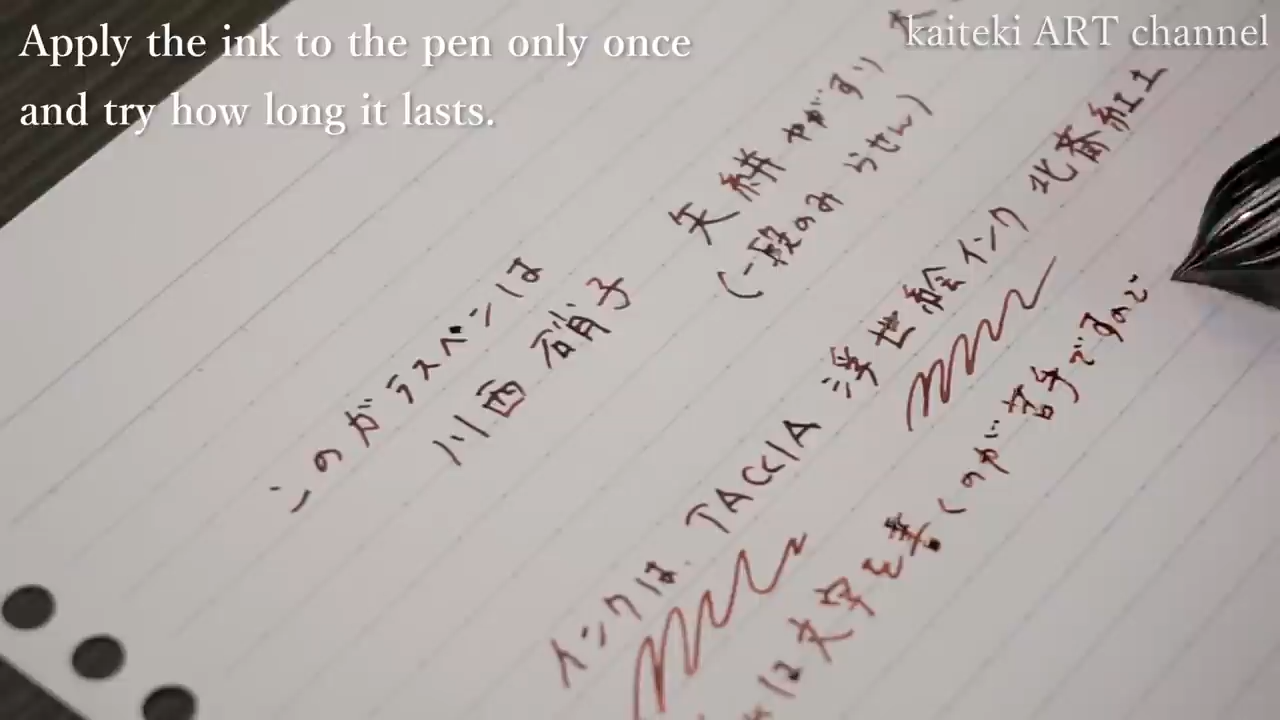 Apply the ink to the pen only once
and try how long it lasts.
kaiteki ART channel
このガラスペンは
川西 硝子 矢絣 やがすり
(一段のみ らせん)
インクは TACCIA 浮世絵インク 北斎 紅土
は文字を書くのが苦手ですので